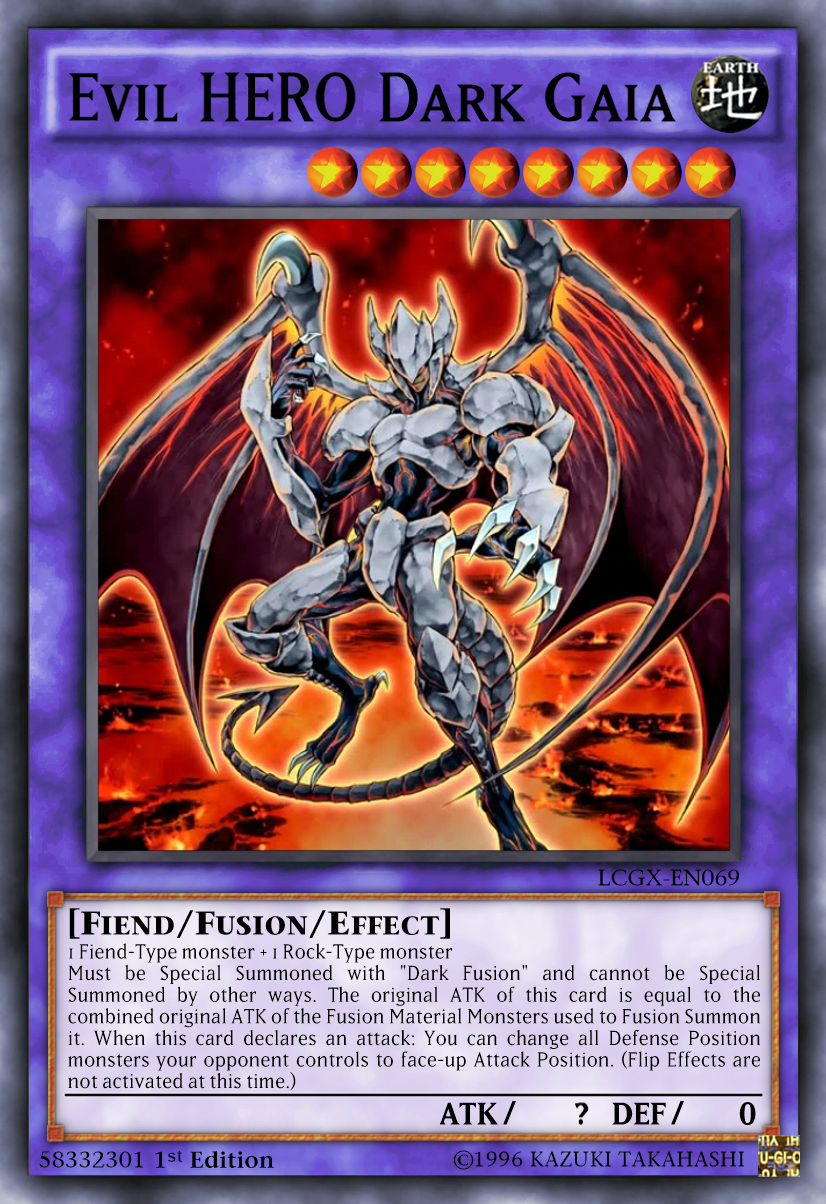 Evil HERO Dark Gaia
EARTH
地
LCGX-EN069
[Fiend/Fusion/Effect]
1 Fiend-Type monster + 1 Rock-Type monster
Must be Special Summoned with "Dark Fusion" and cannot be Special
Summoned by other ways. The original ATK of this card is equal to the
combined original ATK of the Fusion Material Monsters used to Fusion Summon
it. When this card declares an attack: You can change all Defense Position
monsters your opponent controls to face-up Attack Position. (Flip Effects are
not activated at this time.)
ATK/ ? DEF/ 0
58332301 1st Edition ©1996 KAZUKI TAKAHASHI